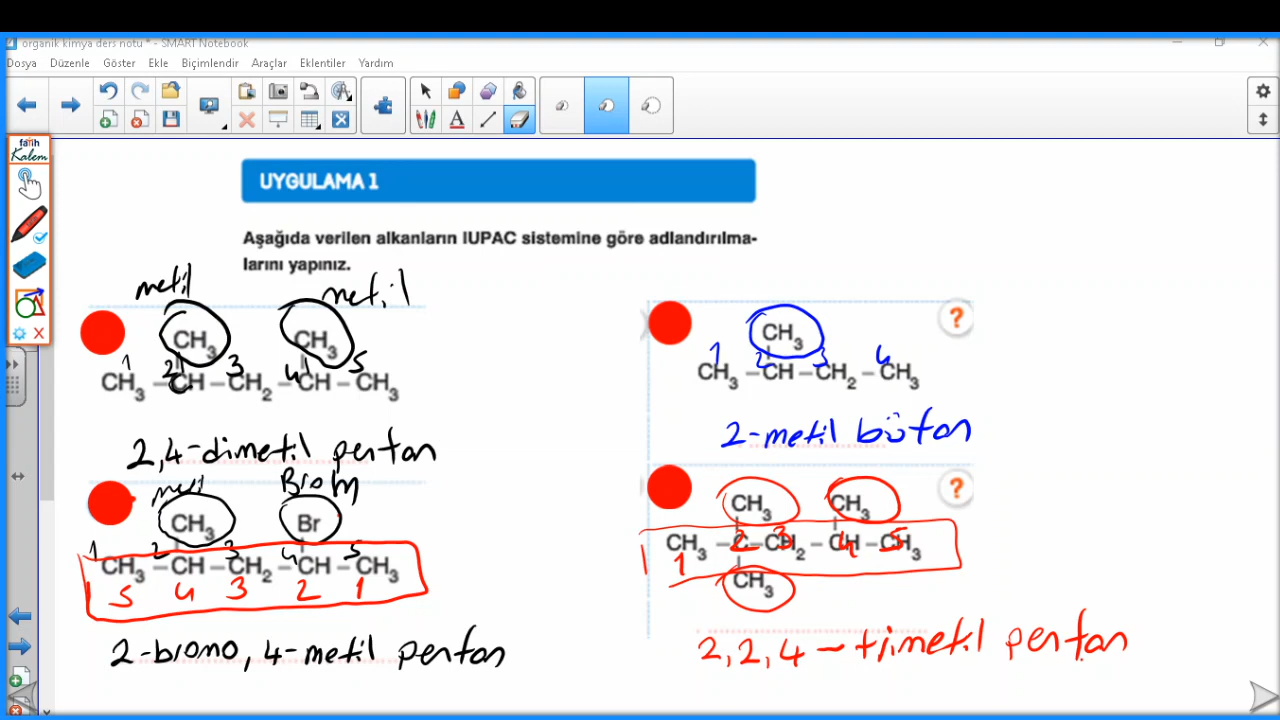 organik kimya ders notu * - SMART Notebook
Dosya Düzenle Göster Ekle Biçimlendir Araçlar Eklentiler Yardım
fatih
Kalem
UYGULAMA 1
Aşağıda verilen alkanların IUPAC sistemine göre adlandırılma-
larını yapınız.
metil metil
CH3 CH3
1 2 3 4 5
CH3 – CH – CH2 – CH – CH3
2,4-dimetil pentan
metil Brom
CH3 Br
1 2 3 4 5
CH3 – CH – CH2 – CH – CH3
5 4 3 2 1
2-bromo, 4-metil pentan
?
CH3
1 2 3 4
CH3 – CH – CH2 – CH3
2-metil bütan
?
CH3 CH3
CH3 – C – CH2 – CH – CH3
1 2 3 4 5
CH3
2,2,4-trimetil pentan